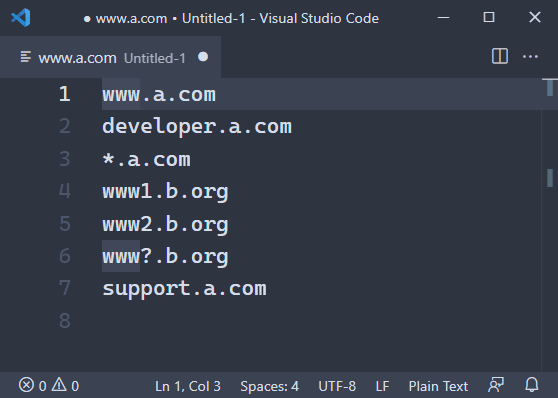 ● www.a.com • Untitled-1 - Visual Studio Code
www.a.com Untitled-1 ●
1 www.a.com
2 developer.a.com
3 *.a.com
4 www1.b.org
5 www2.b.org
6 www?.b.org
7 support.a.com
8
0 0 Ln 1, Col 3 Spaces: 4 UTF-8 LF Plain Text